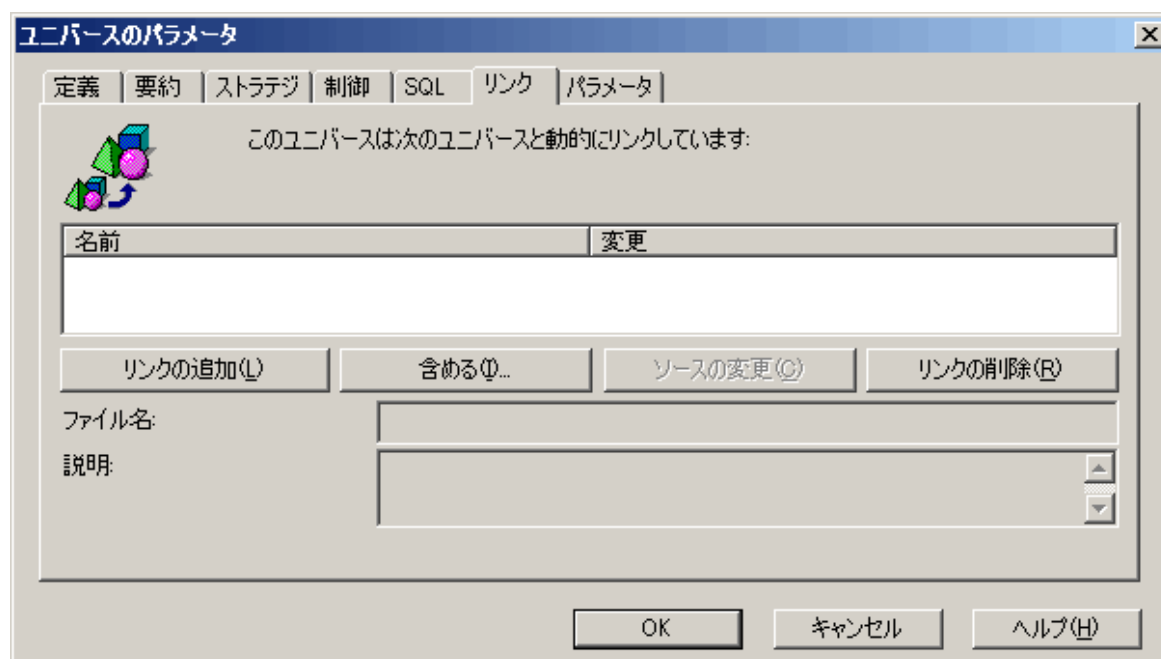 ユニバースのパラメータ
定義 要約 ストラテジ 制御 SQL リンク パラメータ
このユニバースは次のユニバースと動的にリンクしています:
名前 変更
リンクの追加(L) 含める(I)... ソースの変更(C) リンクの削除(R)
ファイル名:
説明:
OK キャンセル ヘルプ(H)